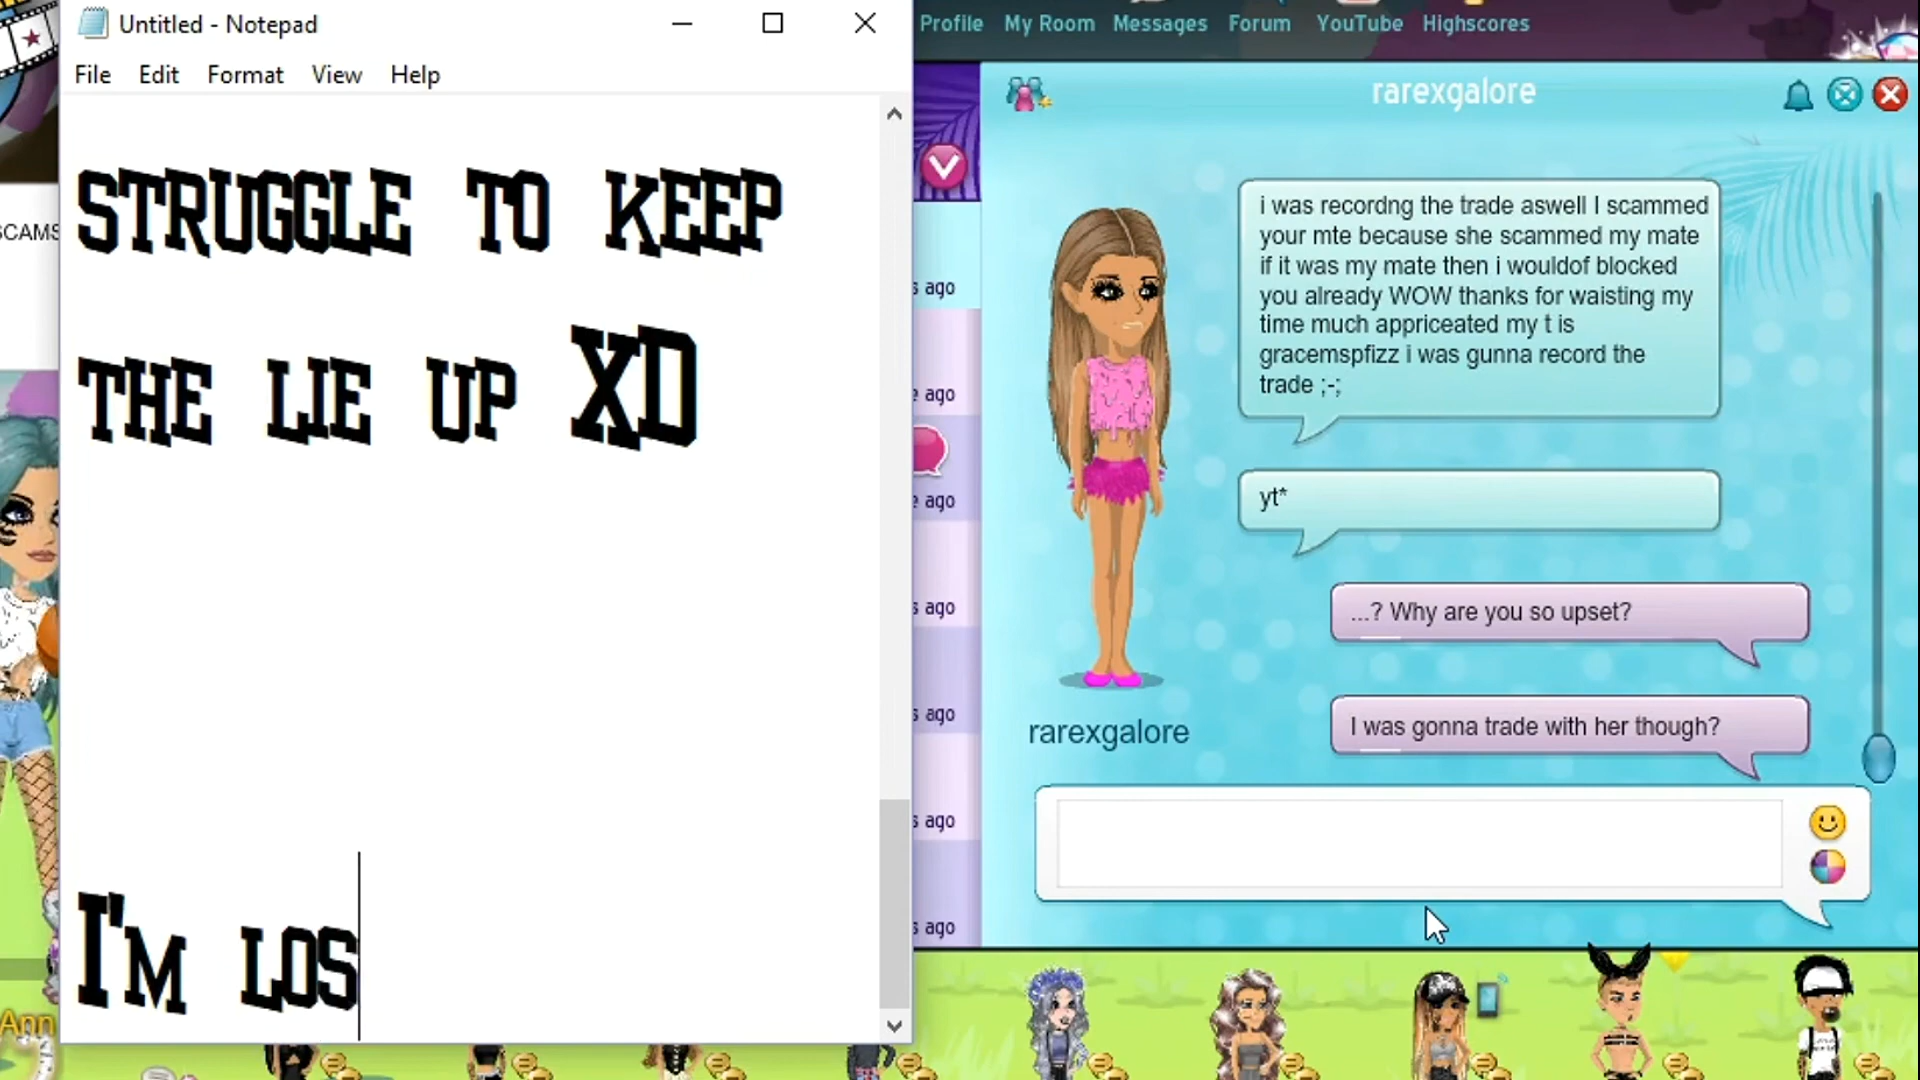 Untitled - Notepad
File Edit Format View Help
STRUGGLE TO KEEP
THE LIE UP XD
I'M LOS
SCAMS
Ann
Profile My Room Messages Forum YouTube Highscores
rarexgalore
s ago
e ago
e ago
s ago
s ago
s ago
s ago
i was recordng the trade aswell I scammed
your mte because she scammed my mate
if it was my mate then i wouldof blocked
you already WOW thanks for waisting my
time much appriceated my t is
gracemspfizz i was gunna record the
trade ;-;
yt*
...? Why are you so upset?
I was gonna trade with her though?
rarexgalore